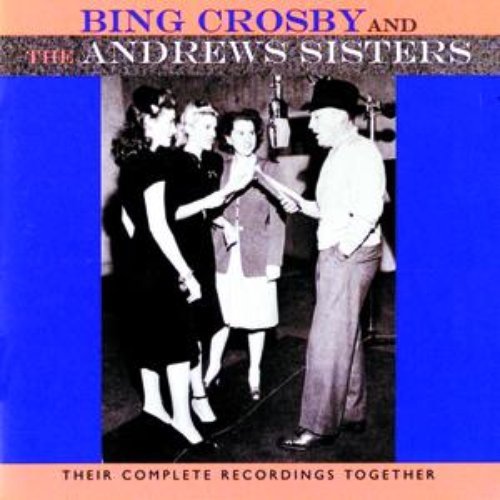 BING CROSBY AND
THE ANDREWS SISTERS
THEIR COMPLETE RECORDINGS TOGETHER